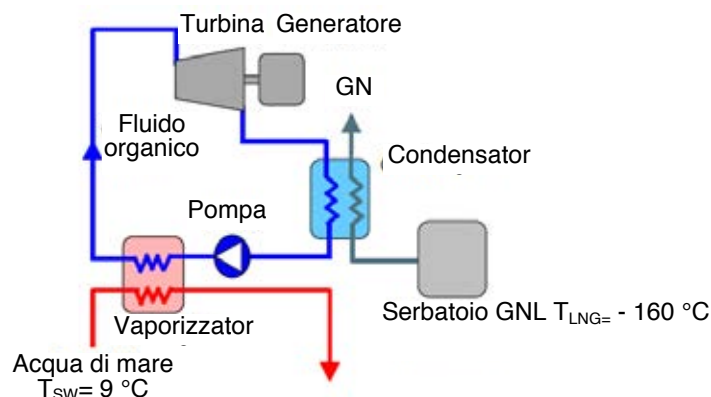 Turbina Generatore
GN
Fluido
organico
Condensator
Pompa
Serbatoio GNL T_LNG= - 160 °C
Vaporizzator
Acqua di mare
T_SW= 9 °C